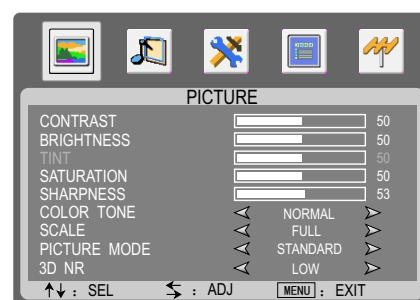 PICTURE
CONTRAST 50
BRIGHTNESS 50
TINT 50
SATURATION 50
SHARPNESS 53
COLOR TONE NORMAL
SCALE FULL
PICTURE MODE STANDARD
3D NR LOW
: SEL : ADJ MENU : EXIT